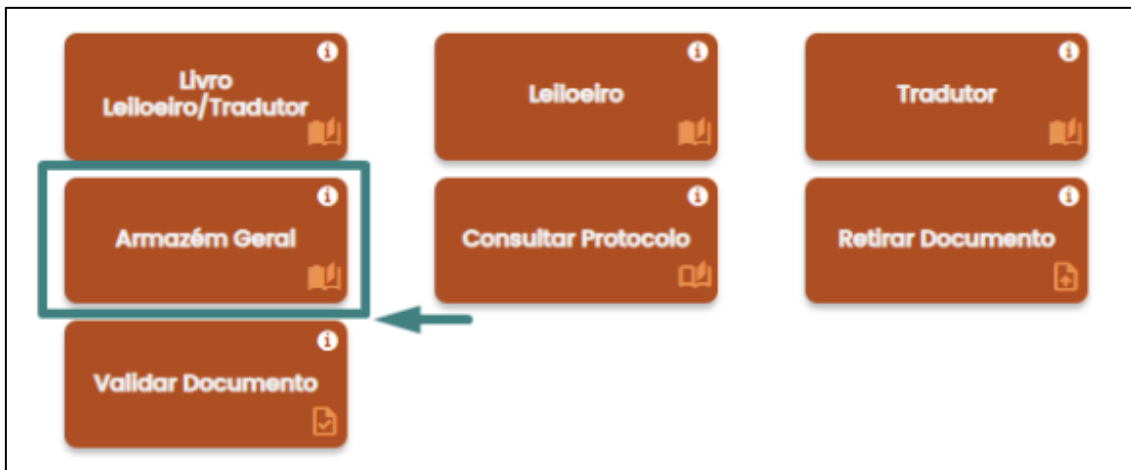 Livro
Leiloeiro/Tradutor
Leiloeiro
Tradutor
Armazém Geral
Consultar Protocolo
Retirar Documento
Validar Documento